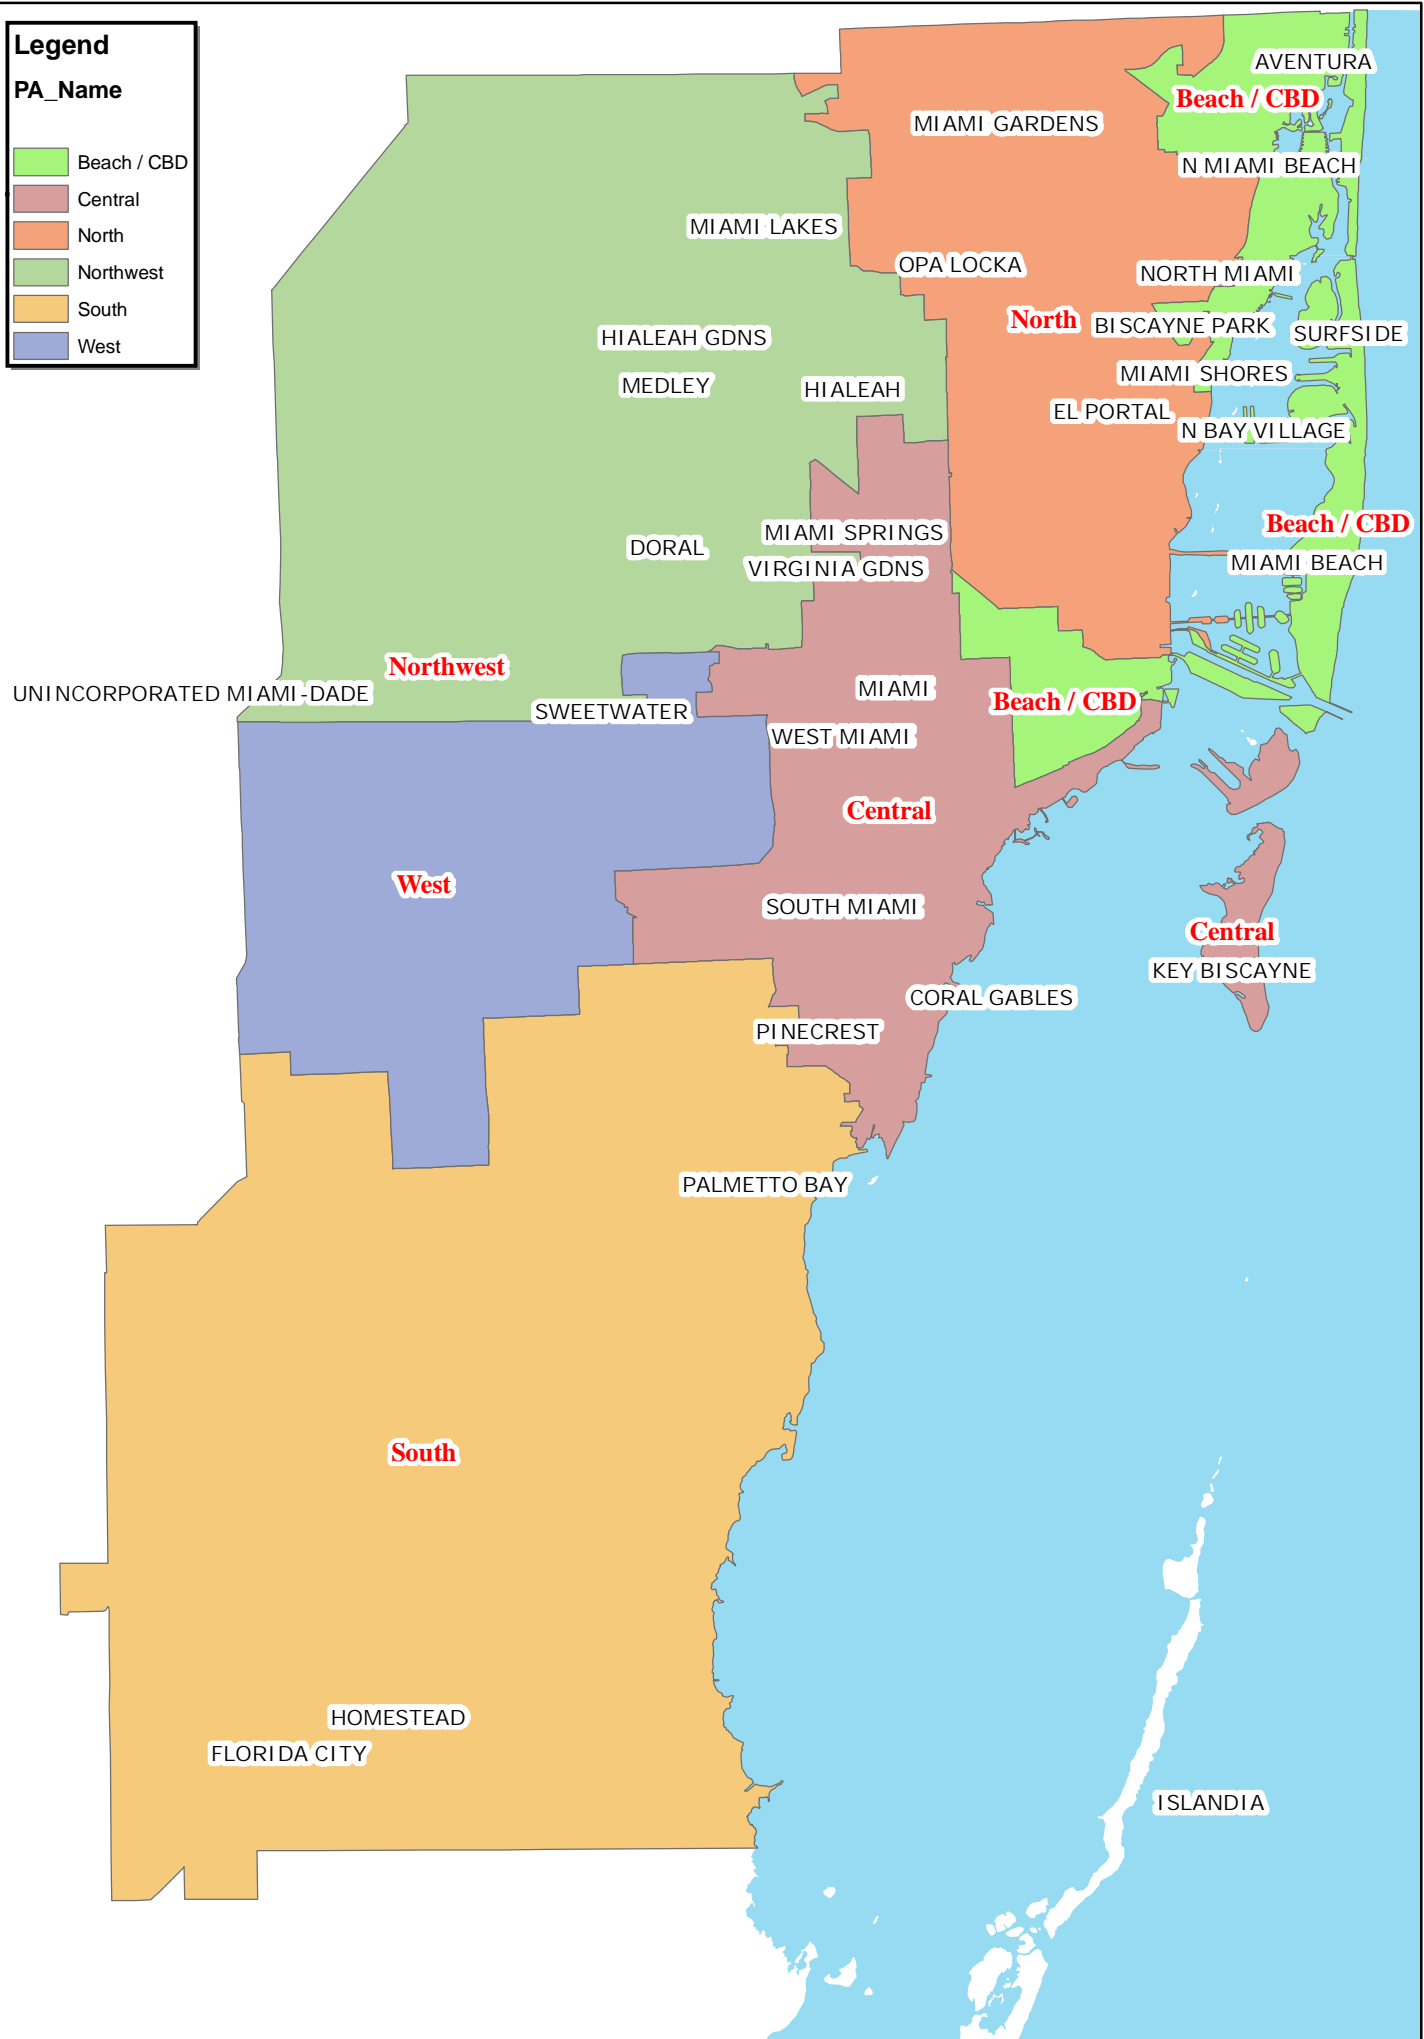 Legend
PA_Name
Beach / CBD
Central
North
Northwest
South
West
AVENTURA
Beach / CBD
MIAMI GARDENS
N MIAMI BEACH
MIAMI LAKES
OPA LOCKA
NORTH MIAMI
North
BISCAYNE PARK
SURFSIDE
HIALEAH GDNS
MIAMI SHORES
MEDLEY
HIALEAH
EL PORTAL
N BAY VILLAGE
Beach / CBD
MIAMI SPRINGS
DORAL
MIAMI BEACH
VIRGINIA GDNS
Northwest
UNINCORPORATED MIAMI-DADE
MIAMI
Beach / CBD
SWEETWATER
WEST MIAMI
Central
West
SOUTH MIAMI
Central
KEY BISCAYNE
CORAL GABLES
PINECREST
PALMETTO BAY
South
HOMESTEAD
FLORIDA CITY
ISLANDIA